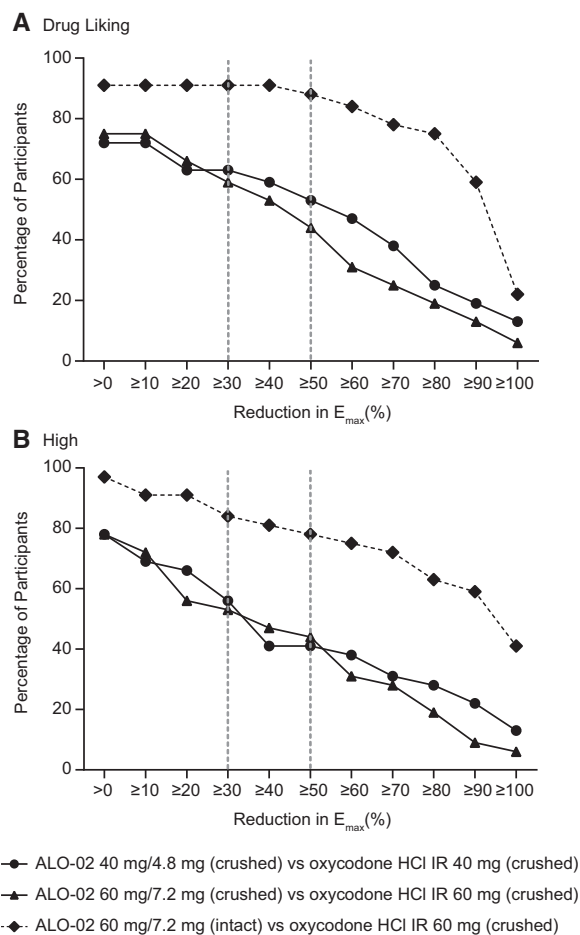 A Drug Liking
100
80
60
40
20
0
Percentage of Participants
>0 ≥10 ≥20 ≥30 ≥40 ≥50 ≥60 ≥70 ≥80 ≥90 ≥100
Reduction in Emax(%)
B High
100
80
60
40
20
0
Percentage of Participants
>0 ≥10 ≥20 ≥30 ≥40 ≥50 ≥60 ≥70 ≥80 ≥90 ≥100
Reduction in Emax(%)
ALO-02 40 mg/4.8 mg (crushed) vs oxycodone HCl IR 40 mg (crushed)
ALO-02 60 mg/7.2 mg (crushed) vs oxycodone HCl IR 60 mg (crushed)
ALO-02 60 mg/7.2 mg (intact) vs oxycodone HCl IR 60 mg (crushed)